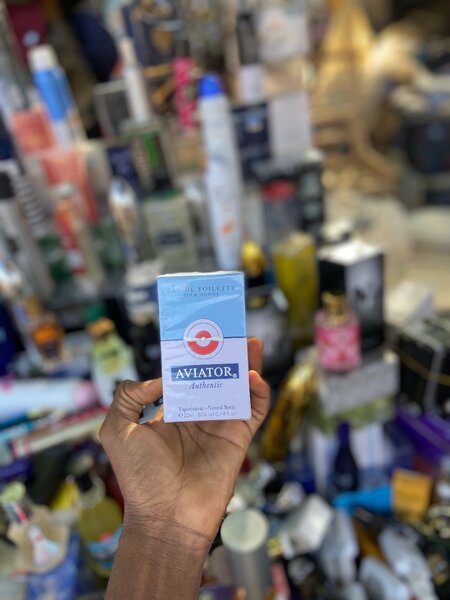 EAU DE TOILETTE
POUR HOMME
AVIATOR
Authentic
Vaporisateur - Natural Spray